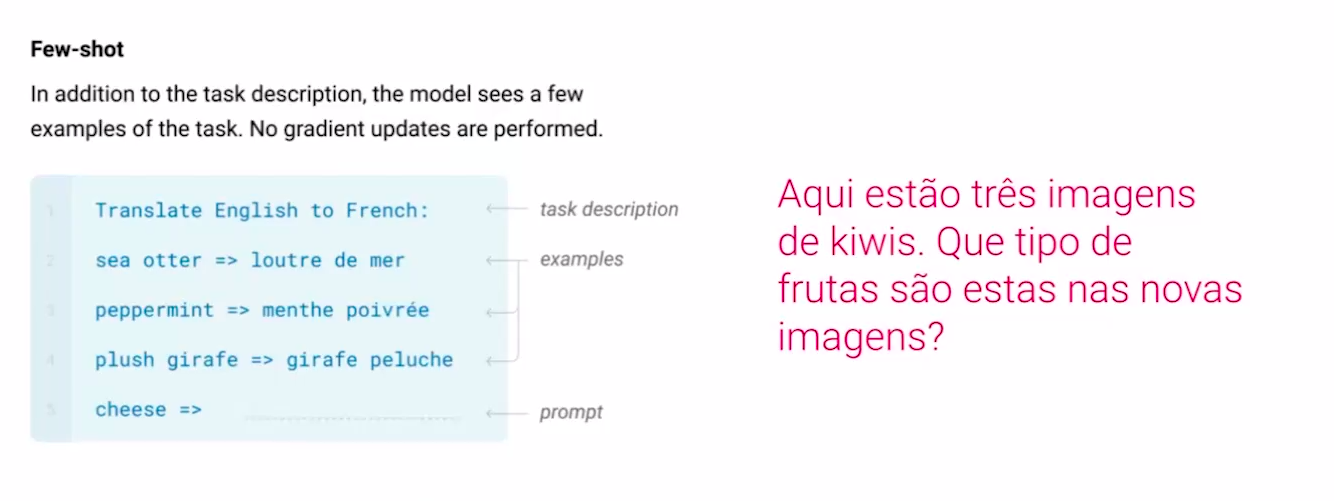 Few-shot
In addition to the task description, the model sees a few
examples of the task. No gradient updates are performed.
1 Translate English to French: task description
2 sea otter => loutre de mer examples
3 peppermint => menthe poivrée
4 plush girafe => girafe peluche
5 cheese => prompt
Aqui estão três imagens
de kiwis. Que tipo de
frutas são estas nas novas
imagens?